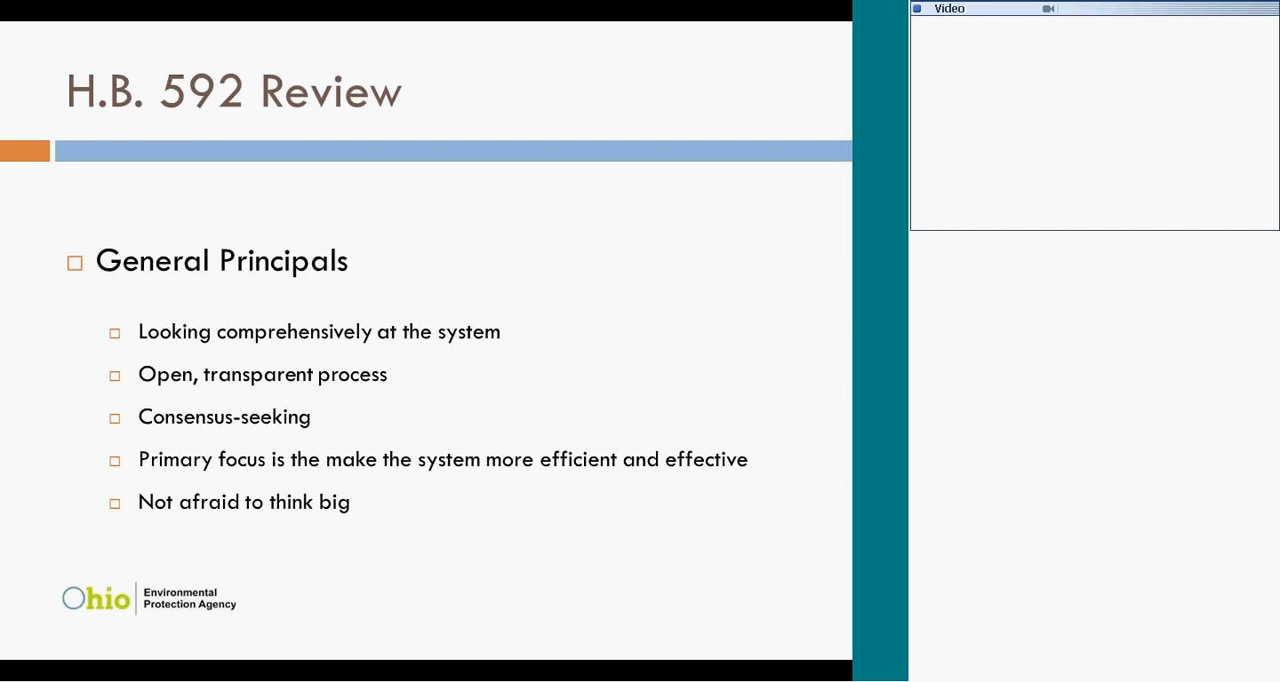 Video
H.B. 592 Review
General Principals
Looking comprehensively at the system
Open, transparent process
Consensus-seeking
Primary focus is the make the system more efficient and effective
Not afraid to think big
Ohio
Environmental
Protection Agency